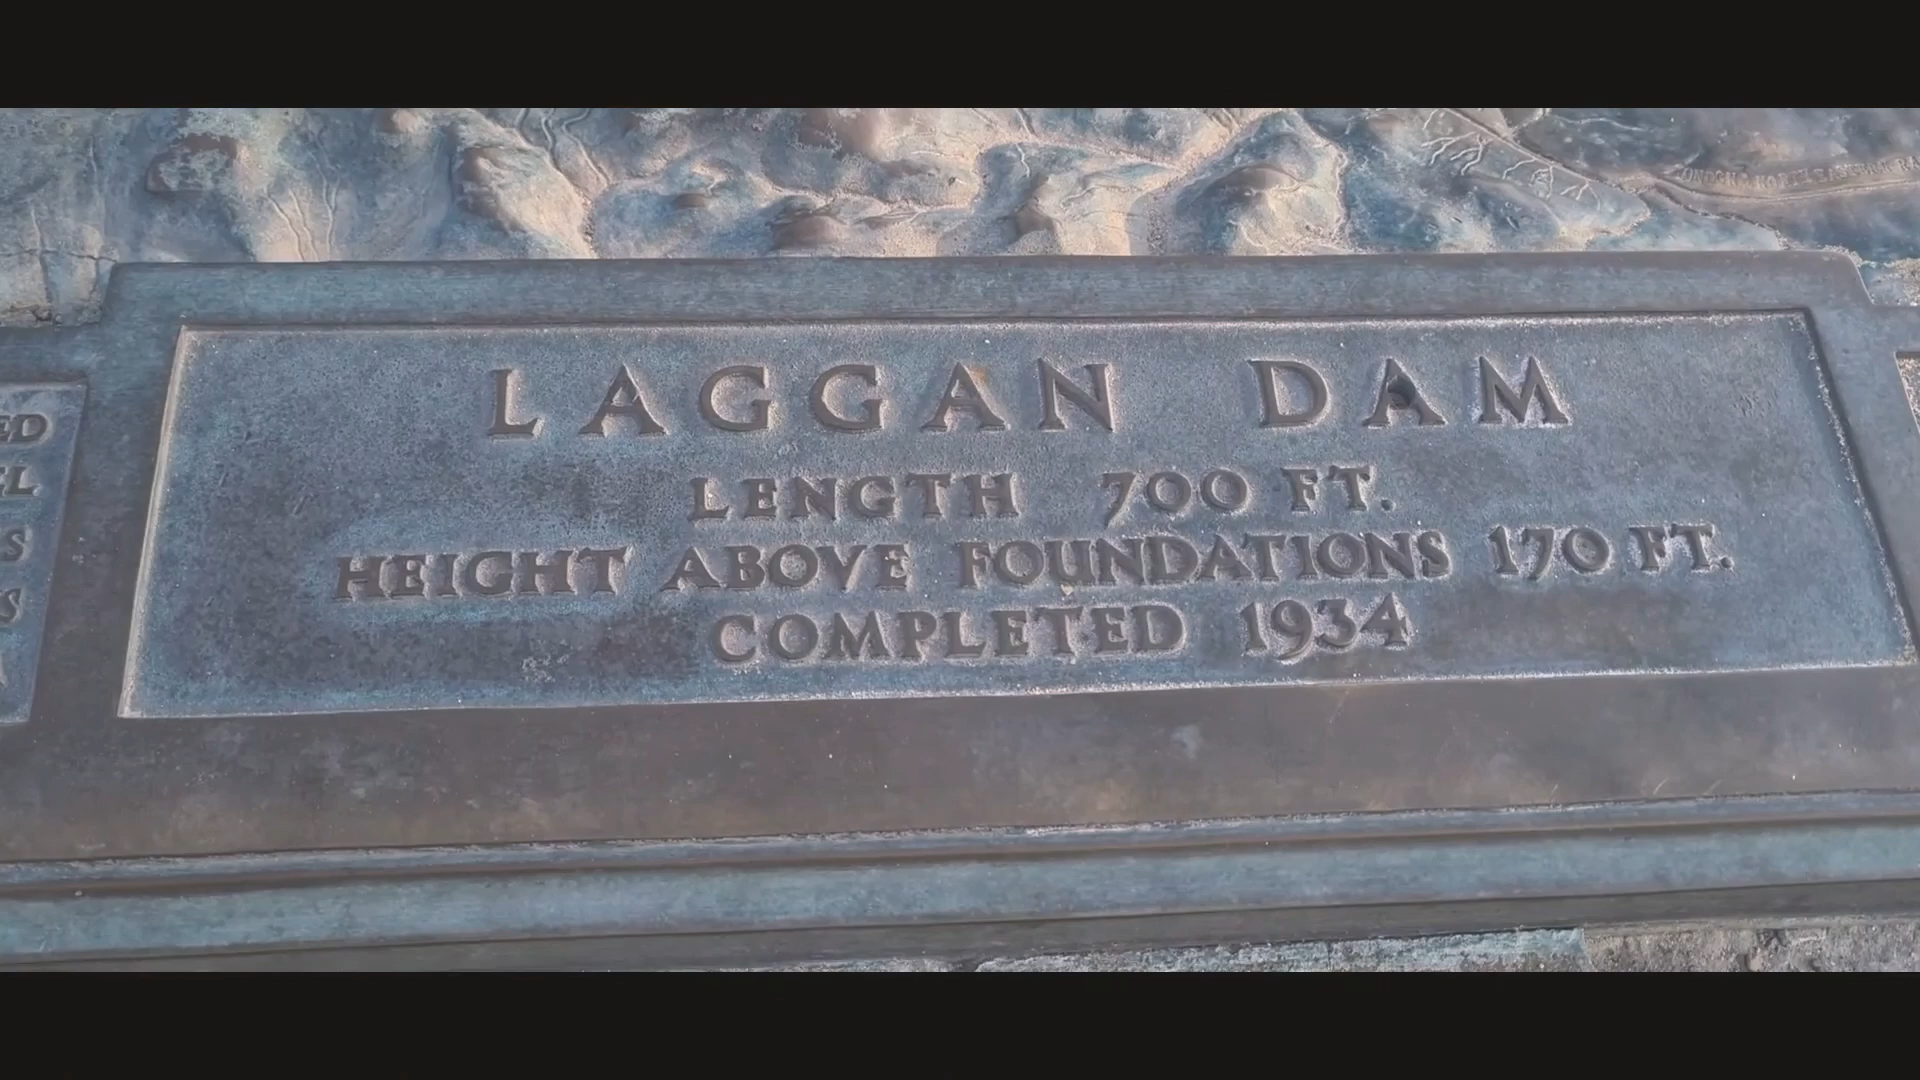 LAGGAN DAM
LENGTH 700 FT.
HEIGHT ABOVE FOUNDATIONS 170 FT.
COMPLETED 1934